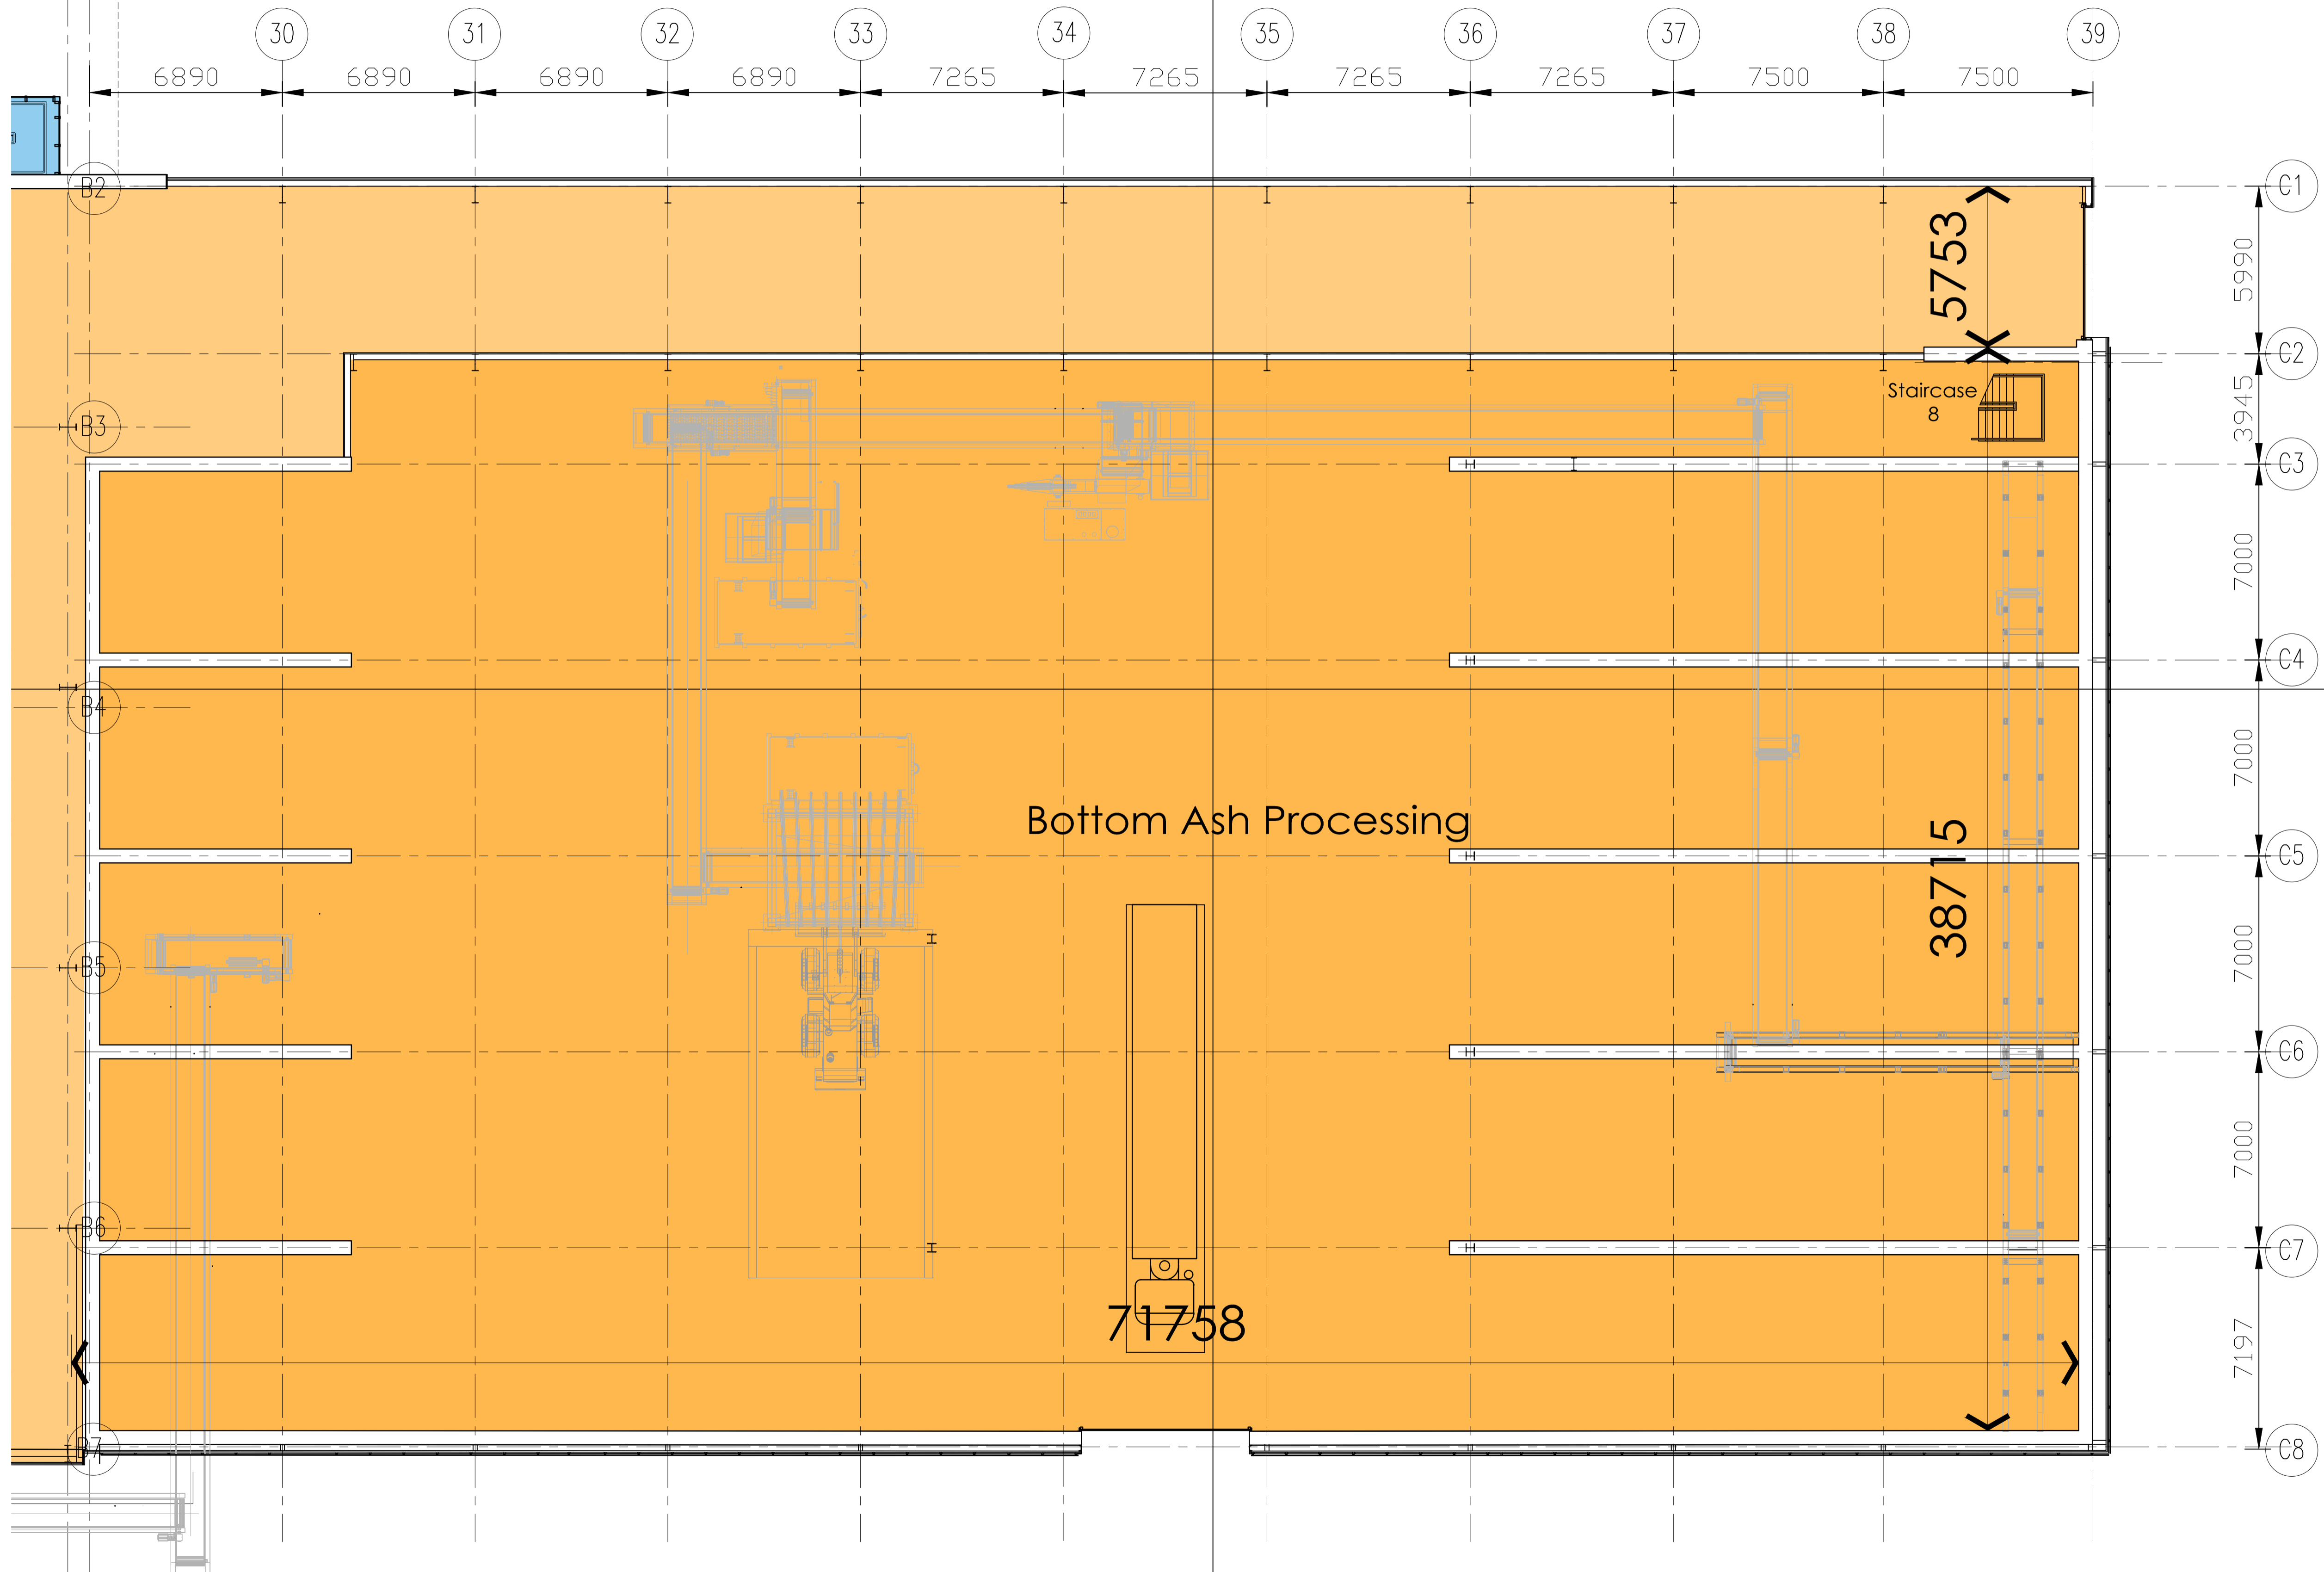 30 31 32 33 34 35 36 37 38 39
6890 6890 6890 6890 7265 7265 7265 7265 7500 7500
B2
C1
5753
5990
C2
Staircase
8
3945
B3
C3
7000
C4
B4
7000
Bottom Ash Processing
38715
C5
7000
B5
C6
7000
B6
C7
71758
7197
B7
C8